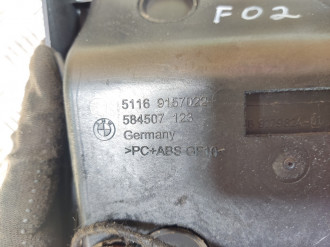 F02
5116 9157022
584507 123
Germany
>PC+ABS-GF10<